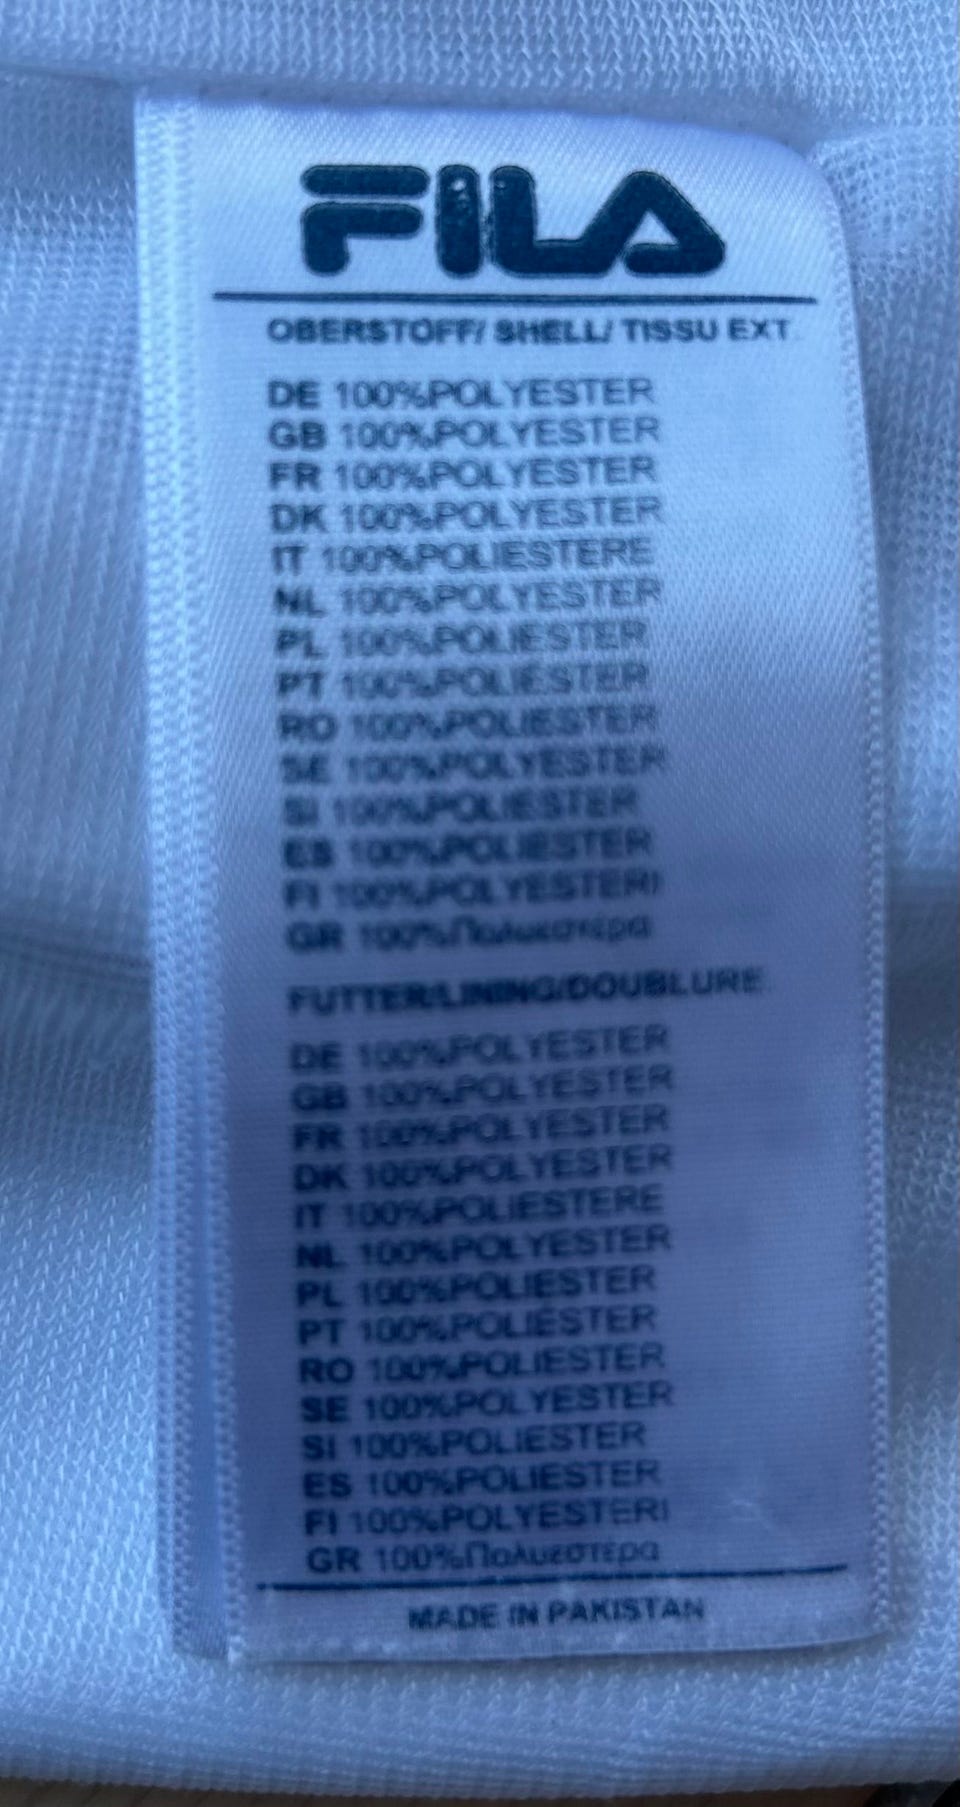 FILA
OBERSTOFF/ SHELL/ TISSU EXT.
DE 100%POLYESTER
GB 100%POLYESTER
FR 100%POLYESTER
DK 100%POLYESTER
IT 100%POLIESTERE
NL 100%POLYESTER
PL 100%POLIESTER
PT 100%POLIÉSTER
RO 100%POLIESTER
SE 100%POLYESTER
SI 100%POLIESTER
ES 100%POLIESTER
FI 100%POLYESTERI
GR 100%Πολυεστέρα
FUTTER/LINING/DOUBLURE
DE 100%POLYESTER
GB 100%POLYESTER
FR 100%POLYESTER
DK 100%POLYESTER
IT 100%POLIESTERE
NL 100%POLYESTER
PL 100%POLIESTER
PT 100%POLIÉSTER
RO 100%POLIESTER
SE 100%POLYESTER
SI 100%POLIESTER
ES 100%POLIESTER
FI 100%POLYESTERI
GR 100%Πολυεστέρα
MADE IN PAKISTAN